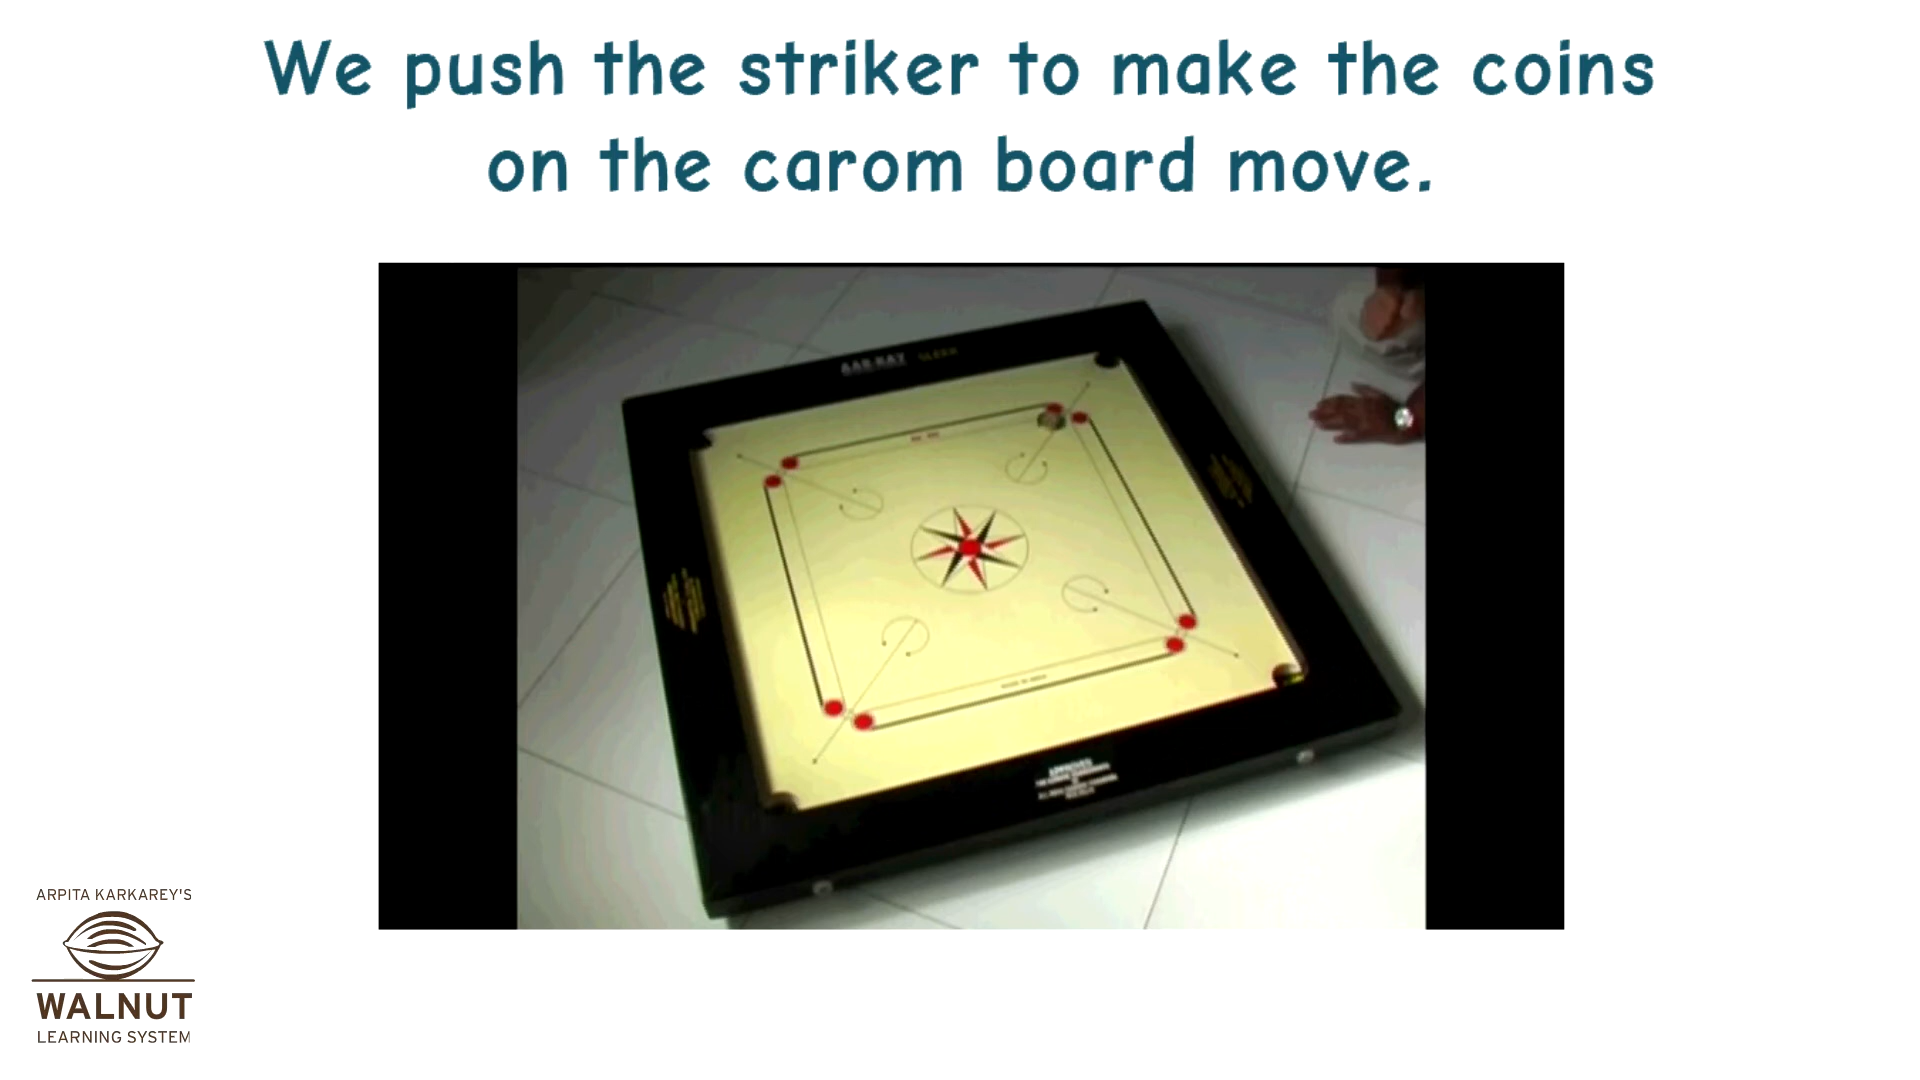 We push the striker to make the coins
on the carom board move.
ARPITA KARKAREY'S
WALNUT
LEARNING SYSTEM